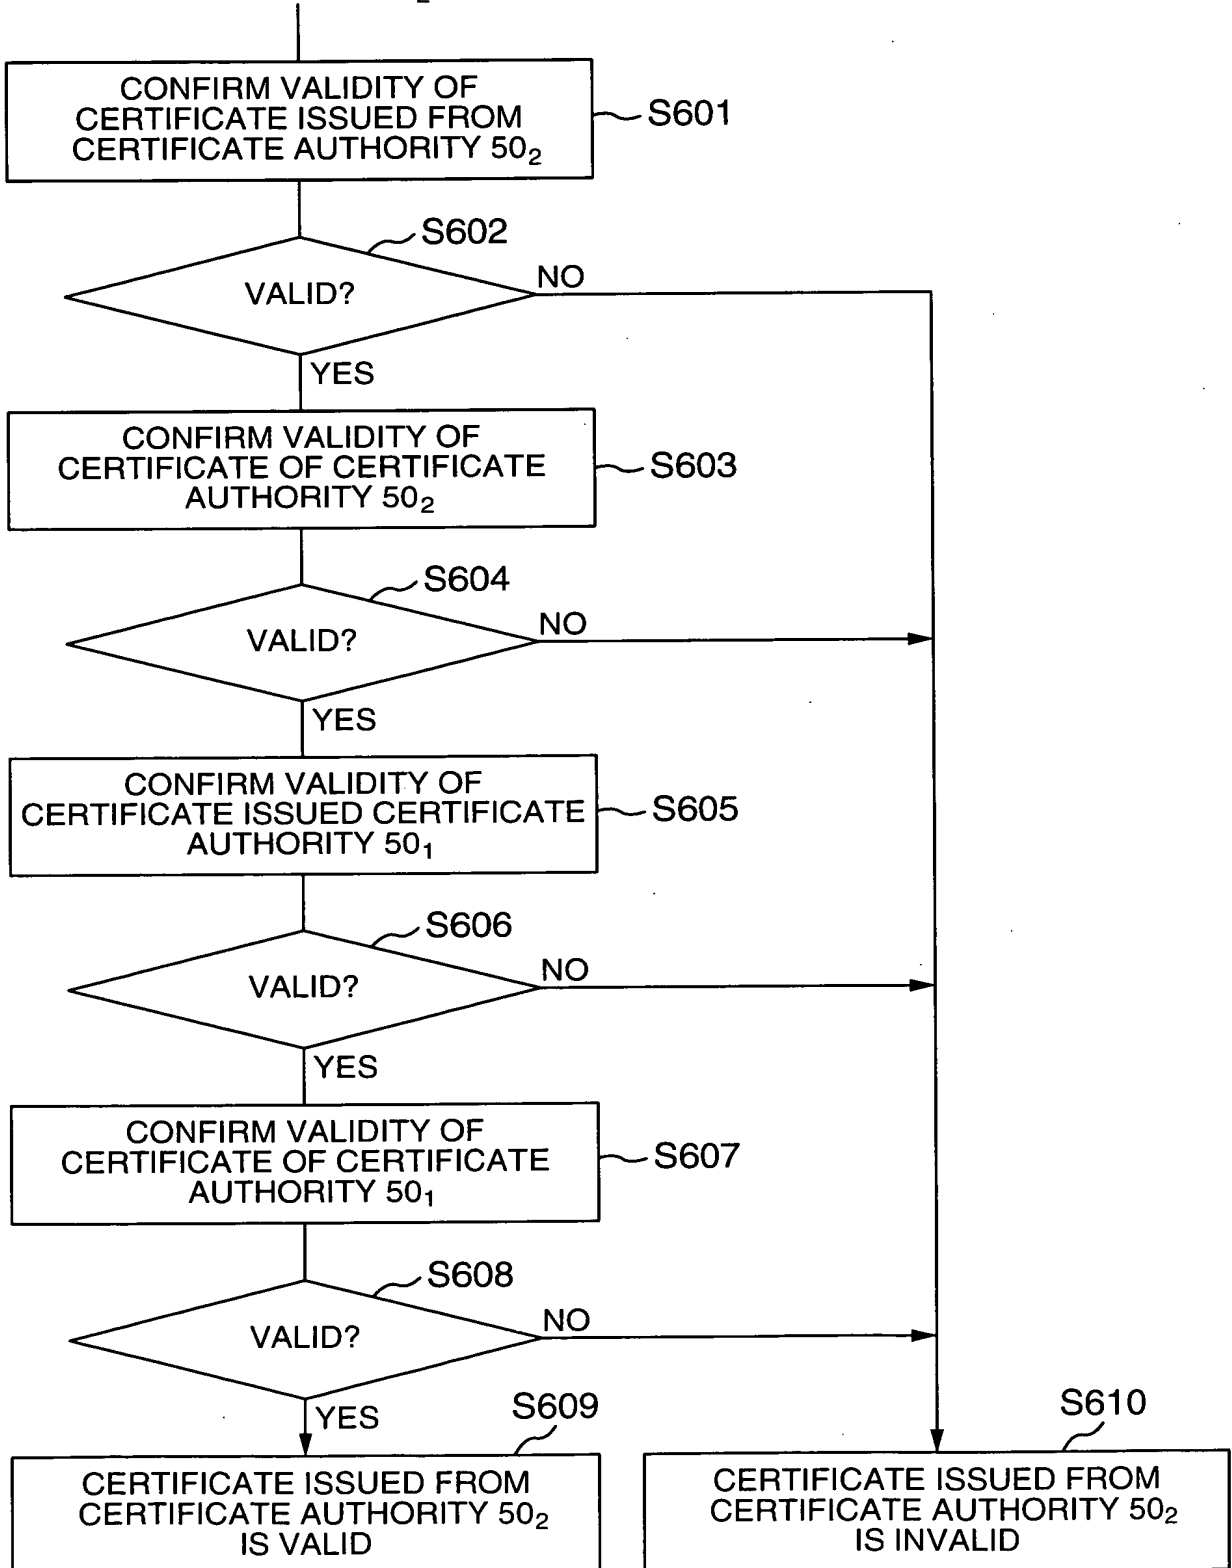 CONFIRM VALIDITY OF
CERTIFICATE ISSUED FROM
CERTIFICATE AUTHORITY 50₂
S601
S602
VALID?
NO
YES
CONFIRM VALIDITY OF
CERTIFICATE OF CERTIFICATE
AUTHORITY 50₂
S603
S604
VALID?
NO
YES
CONFIRM VALIDITY OF
CERTIFICATE ISSUED CERTIFICATE
AUTHORITY 50₁
S605
S606
VALID?
NO
YES
CONFIRM VALIDITY OF
CERTIFICATE OF CERTIFICATE
AUTHORITY 50₁
S607
S608
VALID?
NO
YES
S609
CERTIFICATE ISSUED FROM
CERTIFICATE AUTHORITY 50₂
IS VALID
S610
CERTIFICATE ISSUED FROM
CERTIFICATE AUTHORITY 50₂
IS INVALID